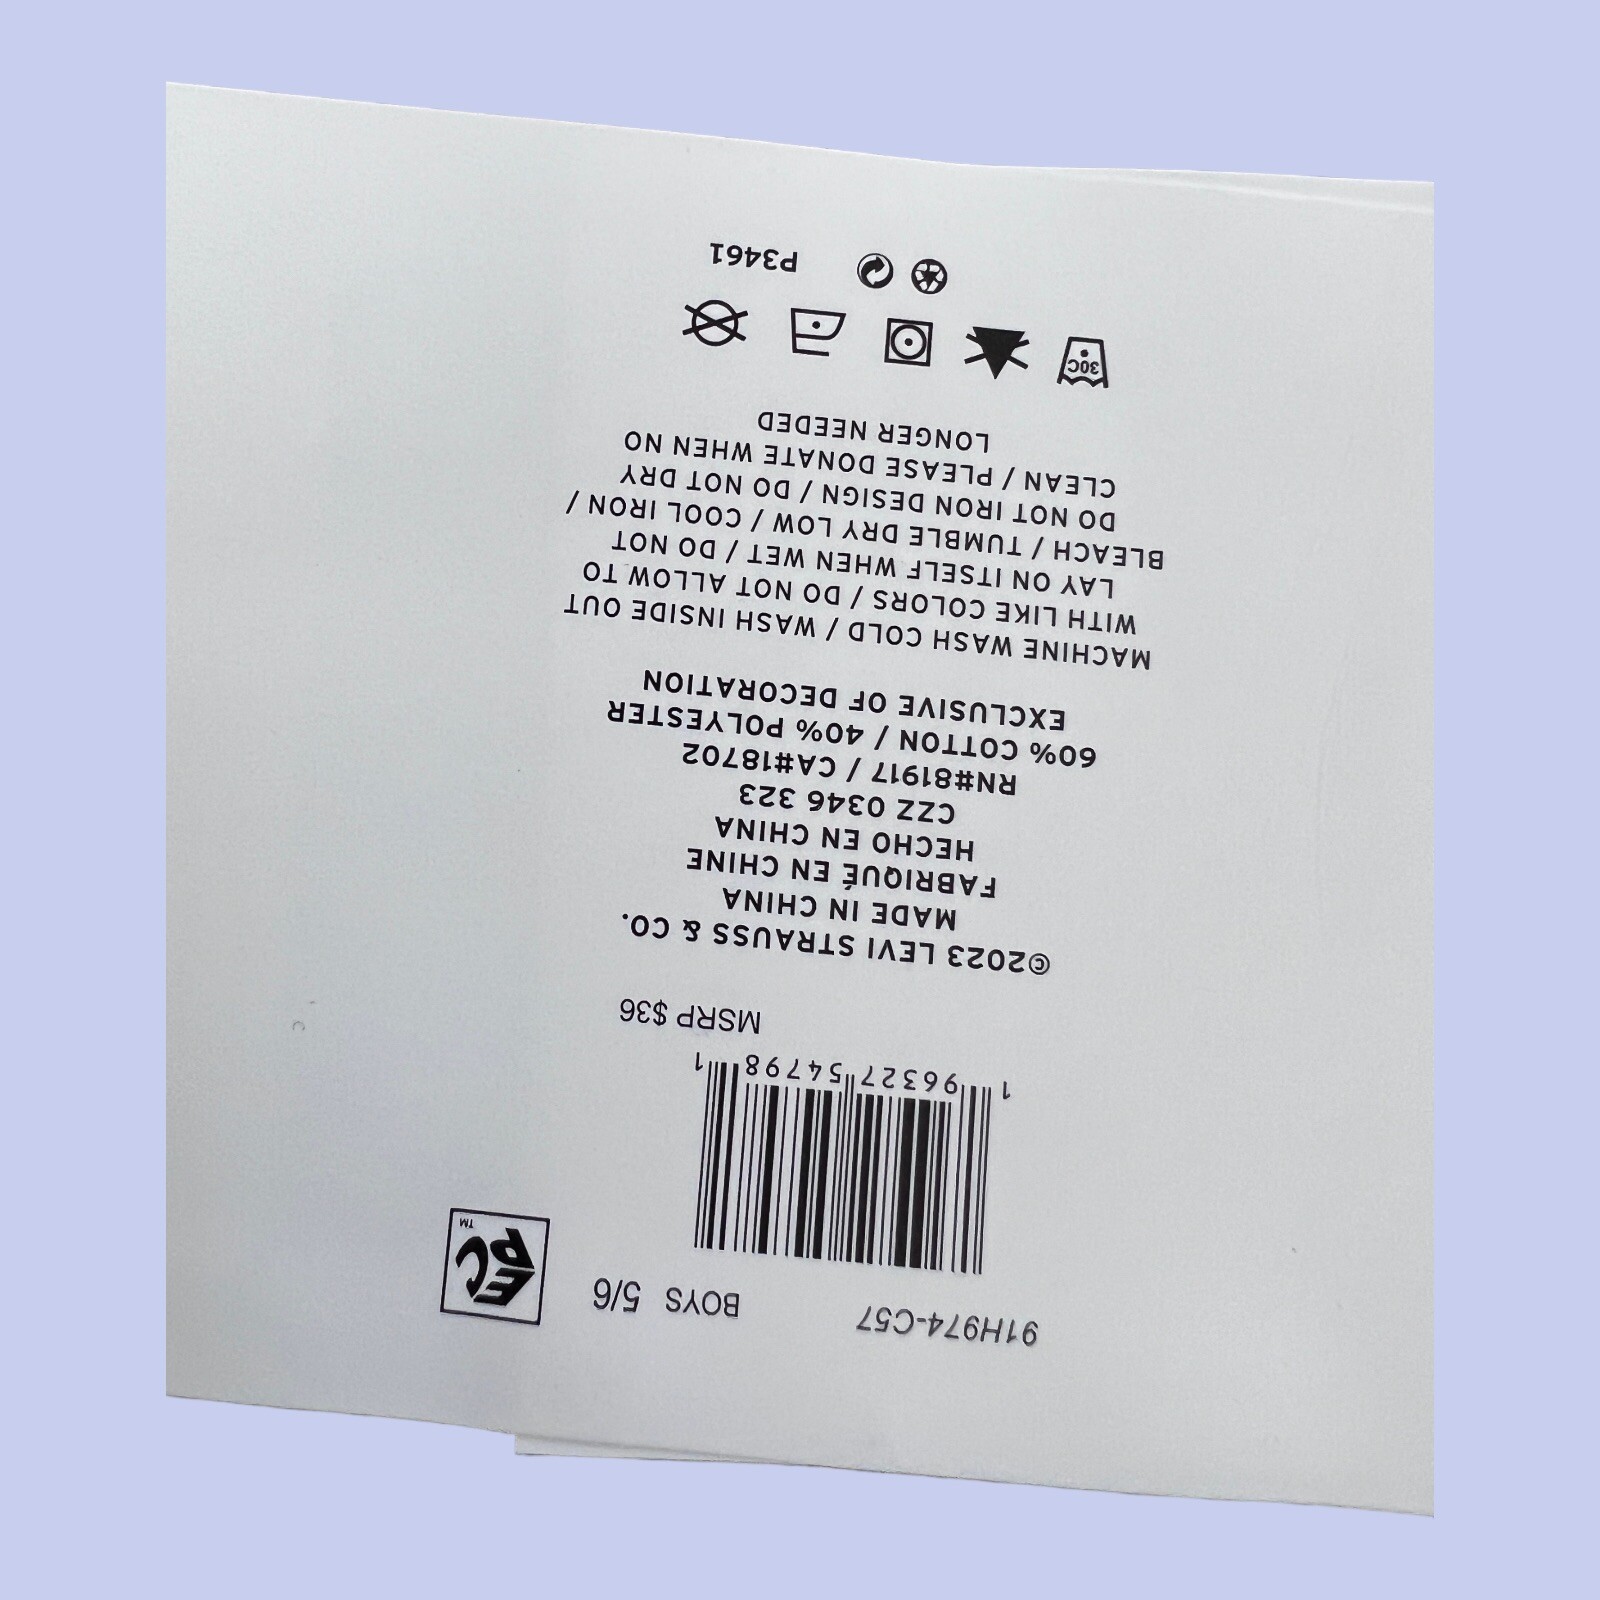 91H974-C57 BOYS 5/6
EPC™
1 96327 54798 1
MSRP $36
©2023 LEVI STRAUSS & CO.
MADE IN CHINA
FABRIQUÉ EN CHINE
HECHO EN CHINA
CZZ 0346 323
RN#81917 / CA#18702
60% COTTON / 40% POLYESTER
EXCLUSIVE OF DECORATION
MACHINE WASH COLD / WASH INSIDE OUT
WITH LIKE COLORS / DO NOT ALLOW TO
LAY ON ITSELF WHEN WET / DO NOT
BLEACH / TUMBLE DRY LOW / COOL IRON /
DO NOT IRON DESIGN / DO NOT DRY
CLEAN / PLEASE DONATE WHEN NO
LONGER NEEDED
30C
P3461